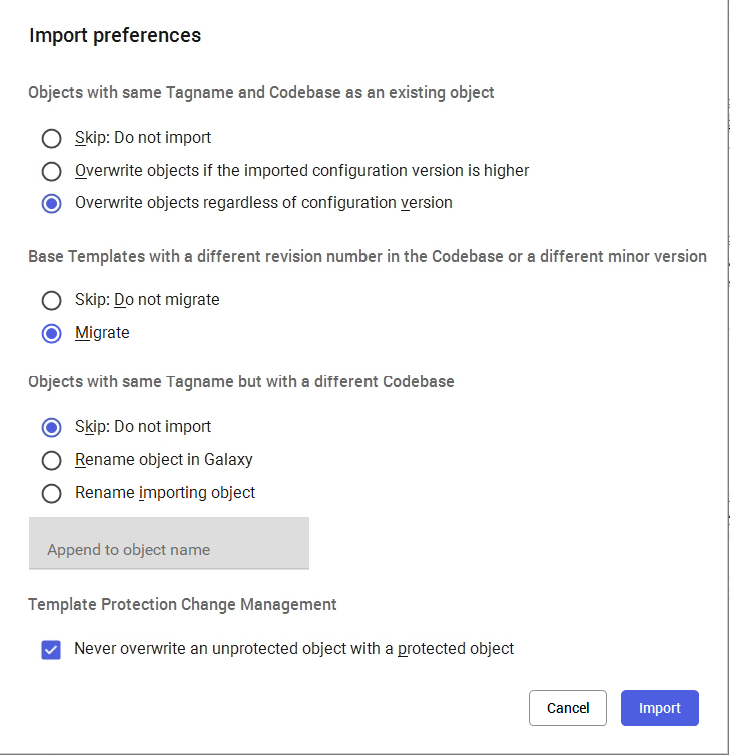 Import preferences
Objects with same Tagname and Codebase as an existing object
Skip: Do not import
Overwrite objects if the imported configuration version is higher
Overwrite objects regardless of configuration version
Base Templates with a different revision number in the Codebase or a different minor version
Skip: Do not migrate
Migrate
Objects with same Tagname but with a different Codebase
Skip: Do not import
Rename object in Galaxy
Rename importing object
Append to object name
Template Protection Change Management
Never overwrite an unprotected object with a protected object
Cancel Import